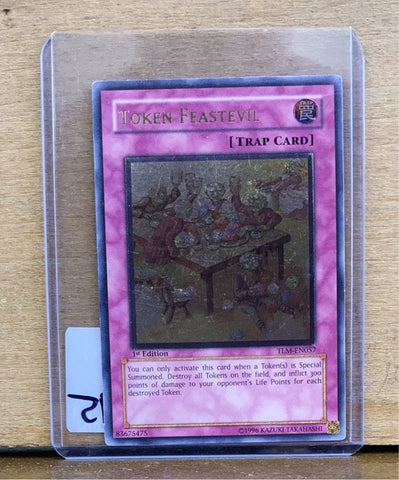 TOKEN FEASTEVIL
TRAP
罠
[TRAP CARD]
1st Edition
TLM-EN057
You can only activate this card when a Token(s) is Special
Summoned. Destroy all Tokens on the field, and inflict 300
points of damage to your opponent's Life Points for each
destroyed Token.
83675475
©1996 KAZUKI TAKAHASHI